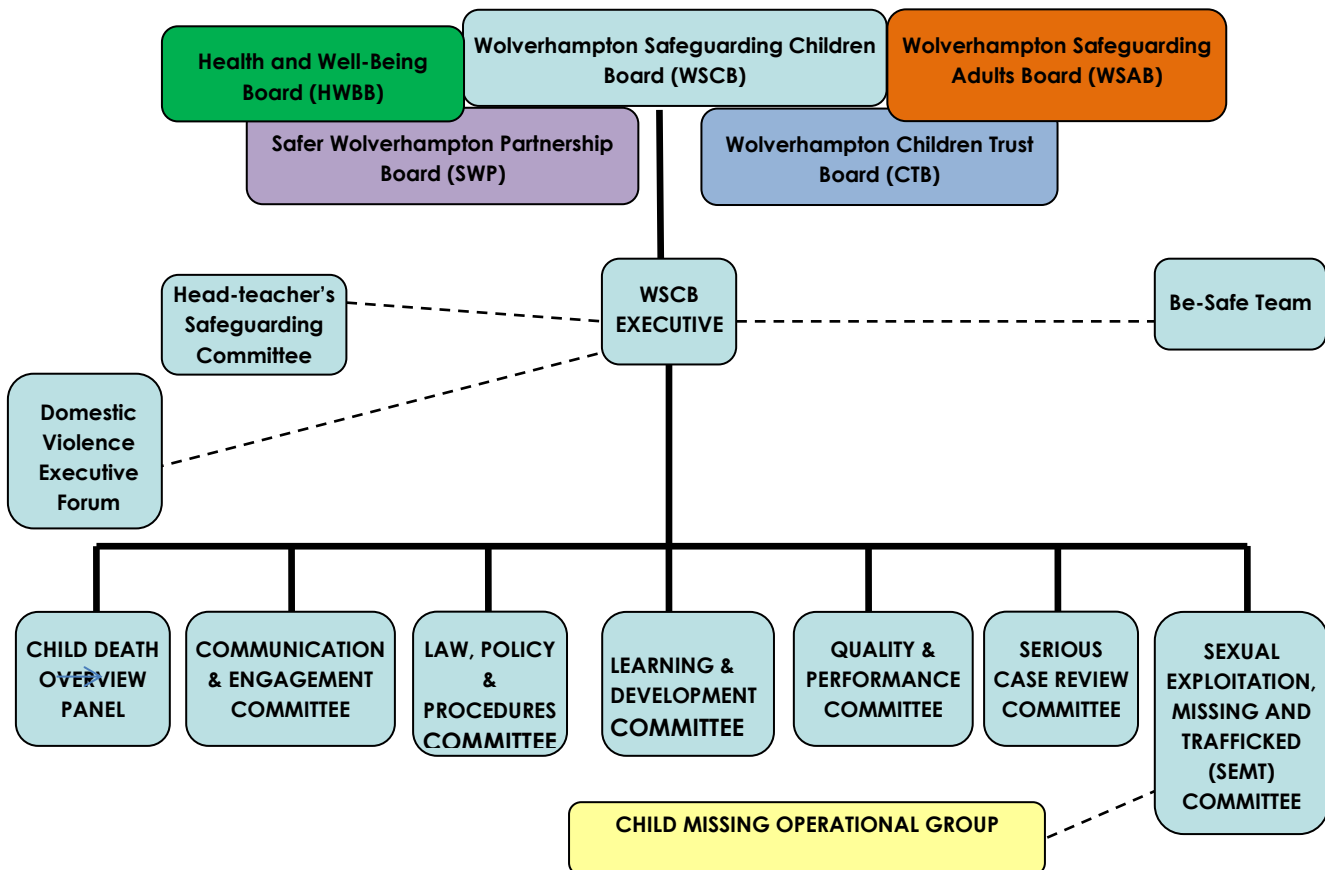 Health and Well-Being
Board (HWBB)
Wolverhampton Safeguarding Children
Board (WSCB)
Wolverhampton Safeguarding
Adults Board (WSAB)
Safer Wolverhampton Partnership
Board (SWP)
Wolverhampton Children Trust
Board (CTB)
Head-teacher’s
Safeguarding
Committee
WSCB
EXECUTIVE
Be-Safe Team
Domestic
Violence
Executive
Forum
CHILD DEATH
OVERVIEW
PANEL
COMMUNICATION
& ENGAGEMENT
COMMITTEE
LAW, POLICY
&
PROCEDURES
COMMITTEE
LEARNING &
DEVELOPMENT
COMMITTEE
QUALITY &
PERFORMANCE
COMMITTEE
SERIOUS
CASE REVIEW
COMMITTEE
SEXUAL
EXPLOITATION,
MISSING AND
TRAFFICKED
(SEMT)
COMMITTEE
CHILD MISSING OPERATIONAL GROUP